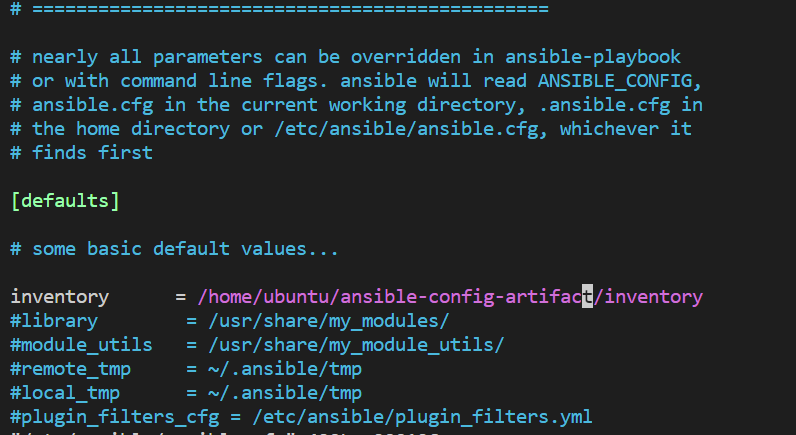 # ===============================================
# nearly all parameters can be overridden in ansible-playbook
# or with command line flags. ansible will read ANSIBLE_CONFIG,
# ansible.cfg in the current working directory, .ansible.cfg in
# the home directory or /etc/ansible/ansible.cfg, whichever it
# finds first
[defaults]
# some basic default values...
inventory      = /home/ubuntu/ansible-config-artifact/inventory
#library        = /usr/share/my_modules/
#module_utils   = /usr/share/my_module_utils/
#remote_tmp     = ~/.ansible/tmp
#local_tmp      = ~/.ansible/tmp
#plugin_filters_cfg = /etc/ansible/plugin_filters.yml